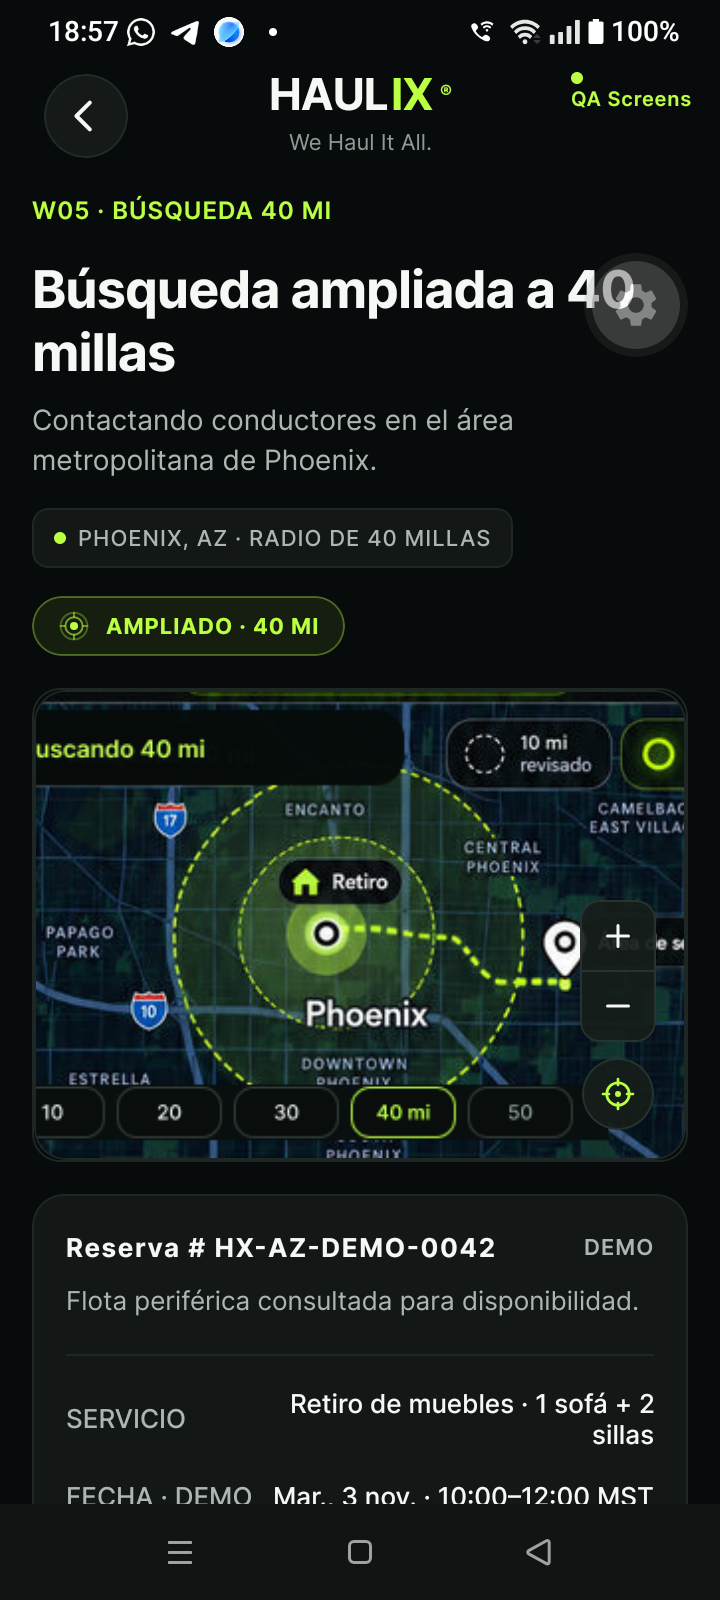 18:57
100%
HAULIX ®
QA Screens
We Haul It All.
W05 · BÚSQUEDA 40 MI
Búsqueda ampliada a 40
millas
Contactando conductores en el área
metropolitana de Phoenix.
PHOENIX, AZ · RADIO DE 40 MILLAS
AMPLIADO · 40 MI
uscando 40 mi
10 mi
revisado
17
ENCANTO
CAMELBAC
EAST VILLA
CENTRAL
PHOENIX
Retiro
PAPAGO
PARK
de se
10
Phoenix
DOWNTOWN
PHOENIX
ESTRELLA
10
20
30
40 mi
50
PHOENIX
Reserva # HX-AZ-DEMO-0042
DEMO
Flota periférica consultada para disponibilidad.
SERVICIO
Retiro de muebles · 1 sofá + 2
sillas
FECHA · DEMO
Mar., 3 nov. · 10:00–12:00 MST